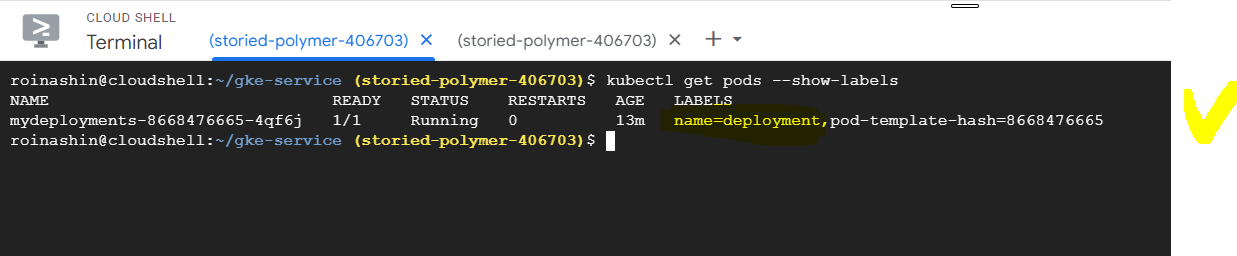 CLOUD SHELL
Terminal
(storied-polymer-406703) ✕ (storied-polymer-406703) ✕ +
roinashin@cloudshell:~/gke-service (storied-polymer-406703)$ kubectl get pods --show-labels
NAME READY STATUS RESTARTS AGE LABELS
mydeployments-8668476665-4qf6j 1/1 Running 0 13m name=deployment,pod-template-hash=8668476665
roinashin@cloudshell:~/gke-service (storied-polymer-406703)$